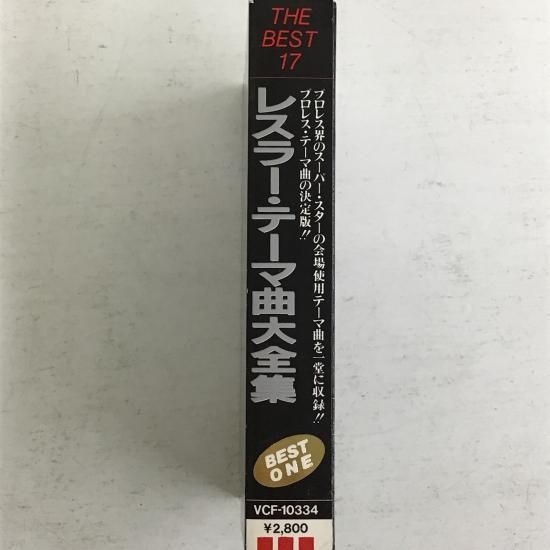 THE
BEST
17
プロレス界のスーパー・スターの会場使用テーマ曲を一堂に収録!!
プロレス・テーマ曲の決定版!!
レスラー・テーマ曲大全集
BEST
ONE
VCF-10334
¥2,800